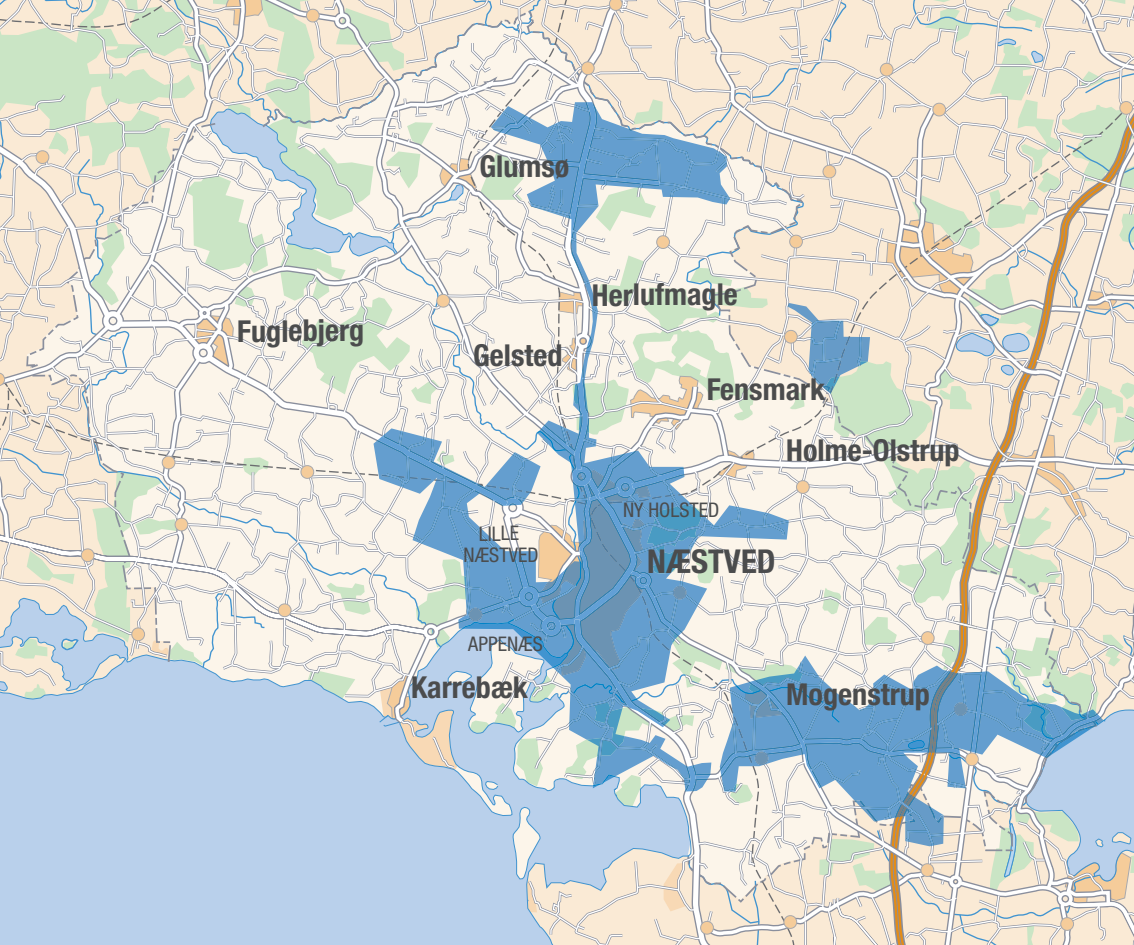 Glumsø
Herlufmagle
Fuglebjerg
Gelsted
Fensmark
Holme-Olstrup
NY HOLSTED
LILLE
NÆSTVED
NÆSTVED
APPENÆS
Karrebæk
Mogenstrup